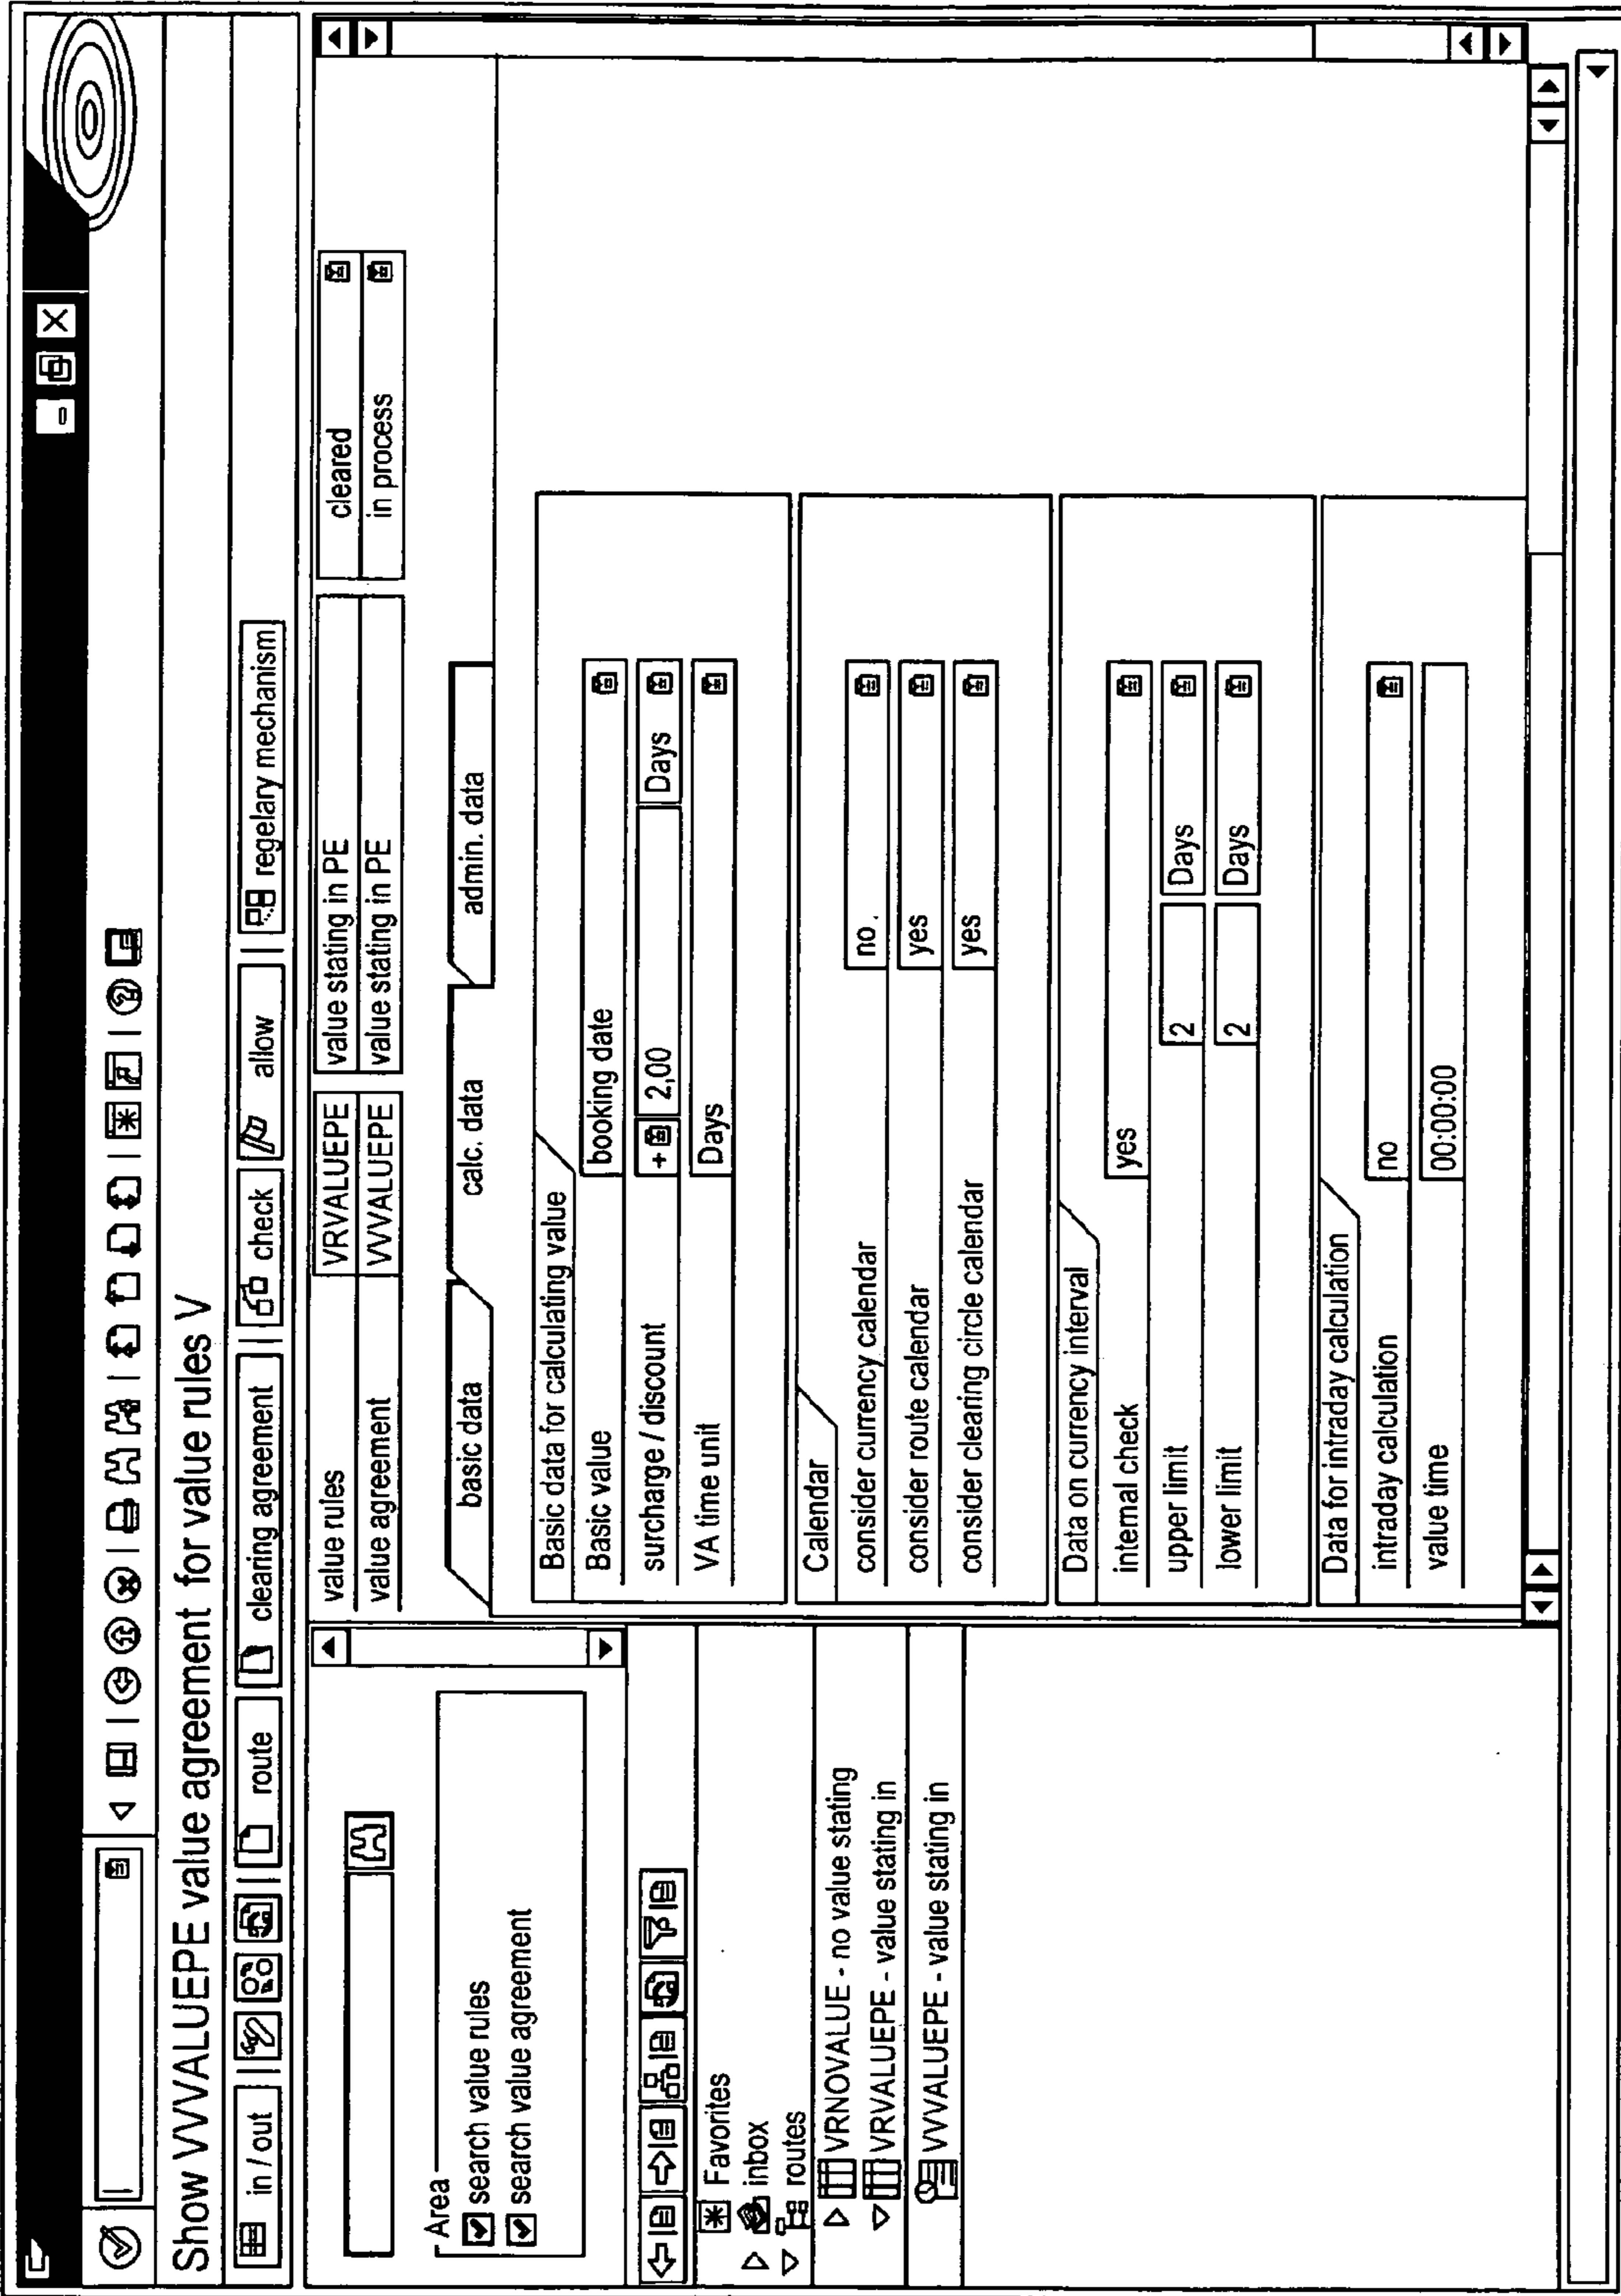 Show VVVALUEPE value agreement for value rules V
in / out route clearing agreement check allow regelary mechanism
Area
search value rules
search value agreement
Favorites
inbox
routes
VRNOVALUE - no value stating
VRVALUEPE - value stating in
VVVALUEPE - value stating in
value rules VRVALUEPE value stating in PE cleared
value agreement VVVALUEPE value stating in PE in process
basic data calc. data admin. data
Basic data for calculating value
Basic value booking date
surcharge / discount + 2,00 Days
VA time unit Days
Calendar
consider currency calendar no
consider route calendar yes
consider clearing circle calendar yes
Data on currency interval
internal check yes
upper limit 2 Days
lower limit 2 Days
Data for intraday calculation
intraday calculation no
value time 00:00:00